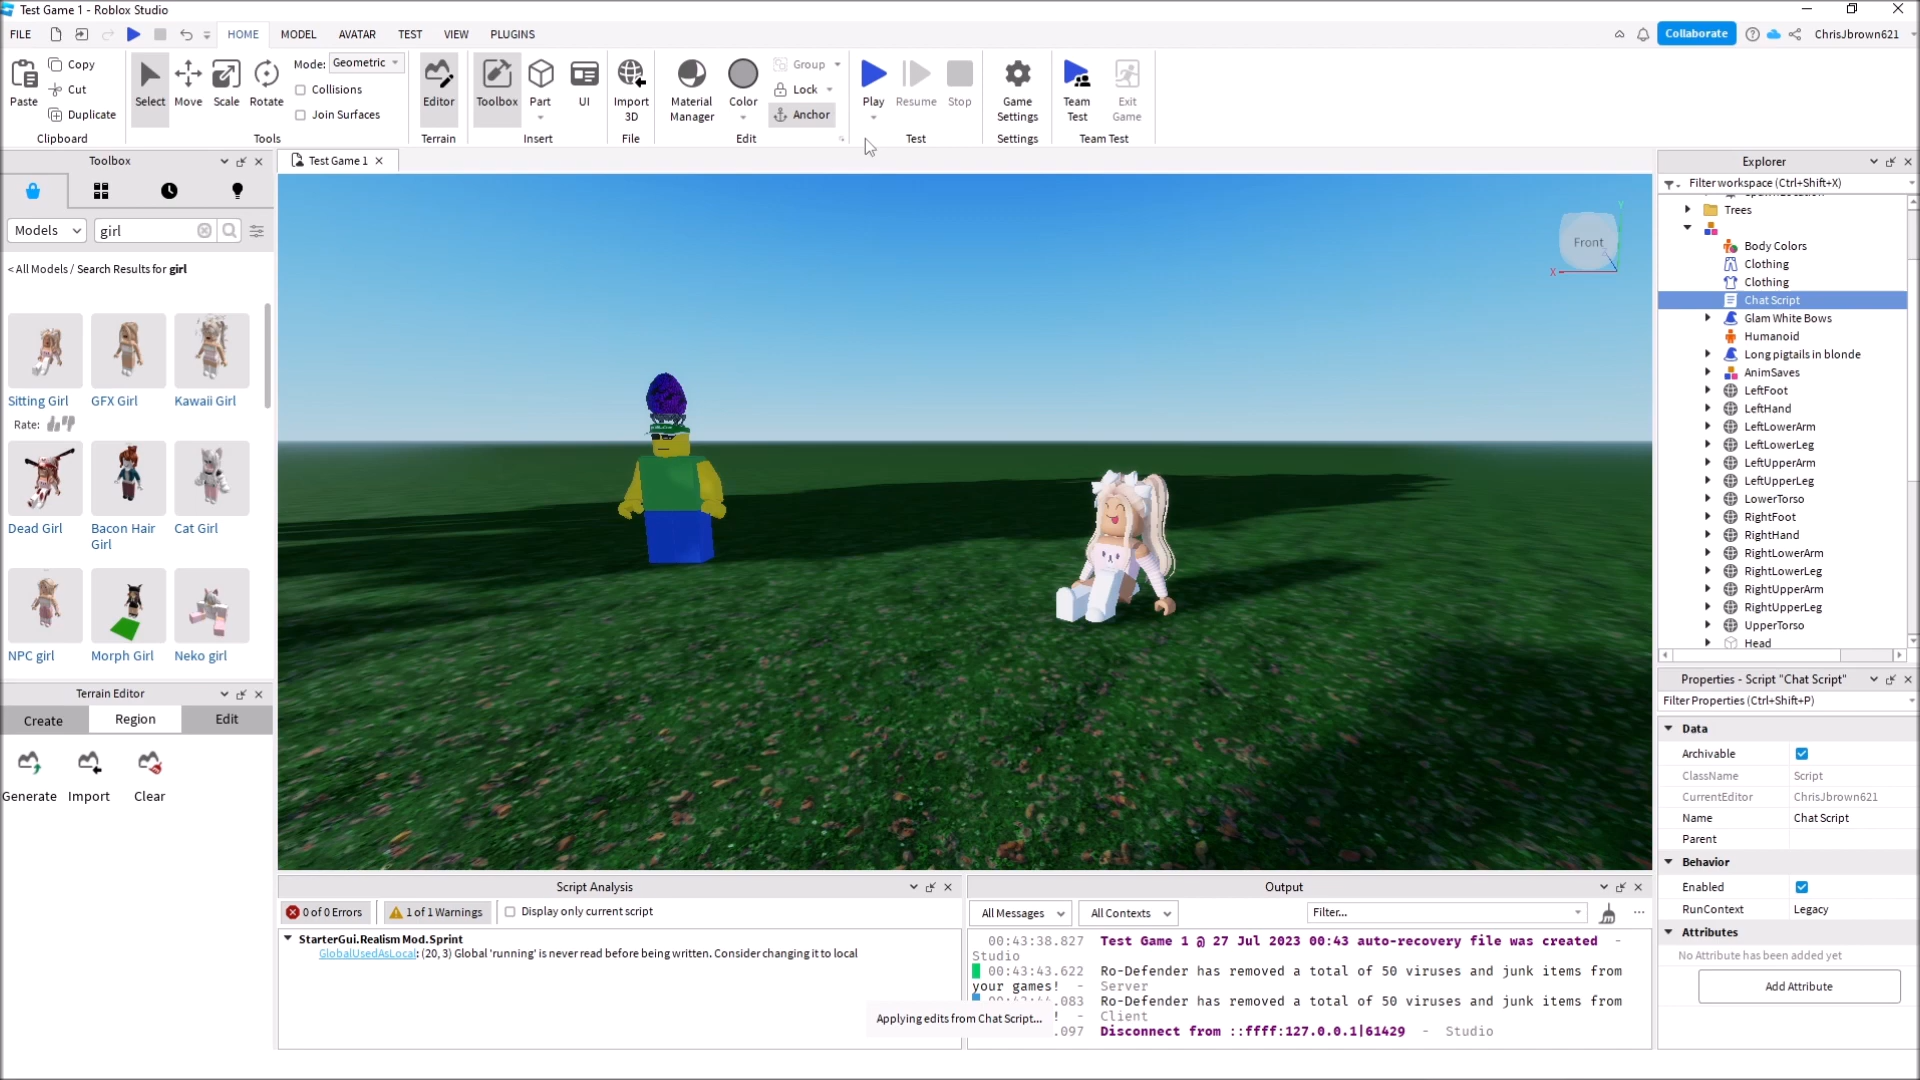 Test Game 1 - Roblox Studio
FILE
HOME
MODEL
AVATAR
TEST
VIEW
PLUGINS
Collaborate
ChrisJbrown621
Paste
Copy
Cut
Duplicate
Clipboard
Select
Move
Scale
Rotate
Mode: Geometric
Collisions
Join Surfaces
Tools
Editor
Terrain
Toolbox
Part
UI
Insert
Import
3D
File
Material
Manager
Color
Group
Lock
Anchor
Edit
Play
Resume
Stop
Test
Game
Settings
Settings
Team
Test
Exit
Game
Team Test
Toolbox
Models
girl
< All Models / Search Results for girl
Sitting Girl
GFX Girl
Kawaii Girl
Rate:
Dead Girl
Bacon Hair
Girl
Cat Girl
NPC girl
Morph Girl
Neko girl
Terrain Editor
Create
Region
Edit
Generate
Import
Clear
Test Game 1
Front
X
Y
Script Analysis
0 of 0 Errors
1 of 1 Warnings
Display only current script
StarterGui.Realism Mod.Sprint
GlobalUsedAsLocal: (20, 3) Global 'running' is never read before being written. Consider changing it to local
Applying edits from Chat Script...
Output
All Messages
All Contexts
Filter...
00:43:38.827 Test Game 1 @ 27 Jul 2023 00:43 auto-recovery file was created -
Studio
00:43:43.622 Ro-Defender has removed a total of 50 viruses and junk items from
your games! - Server
.083 Ro-Defender has removed a total of 50 viruses and junk items from
! - Client
.097 Disconnect from ::ffff:127.0.0.1|61429 - Studio
Explorer
Filter workspace (Ctrl+Shift+X)
Trees
Body Colors
Clothing
Clothing
Chat Script
Glam White Bows
Humanoid
Long pigtails in blonde
AnimSaves
LeftFoot
LeftHand
LeftLowerArm
LeftLowerLeg
LeftUpperArm
LeftUpperLeg
LowerTorso
RightFoot
RightHand
RightLowerArm
RightLowerLeg
RightUpperArm
RightUpperLeg
UpperTorso
Head
Properties - Script "Chat Script"
Filter Properties (Ctrl+Shift+P)
Data
Archivable
ClassName Script
CurrentEditor ChrisJbrown621
Name Chat Script
Parent
Behavior
Enabled
RunContext Legacy
Attributes
No Attribute has been added yet
Add Attribute